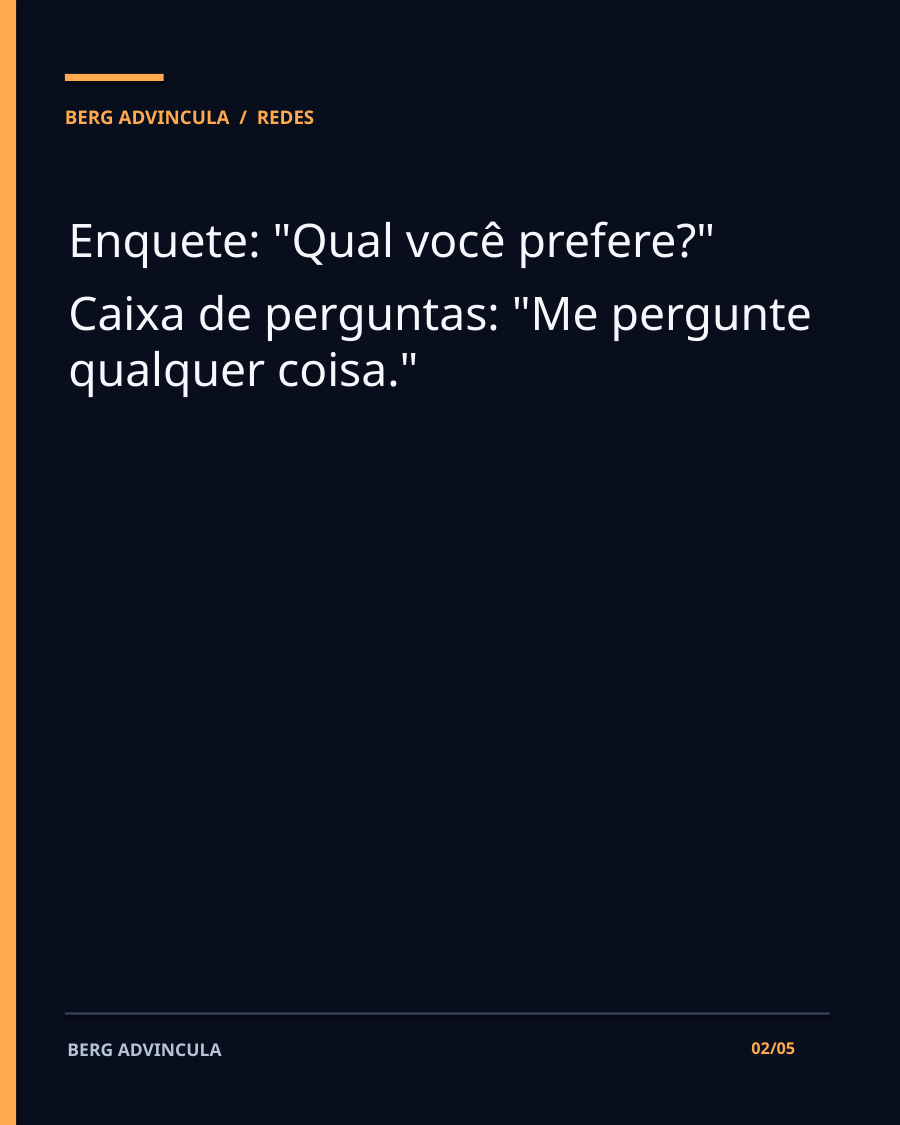 BERG ADVINCULA / REDES
Enquete: "Qual você prefere?"
Caixa de perguntas: "Me pergunte
qualquer coisa."
BERG ADVINCULA
02/05